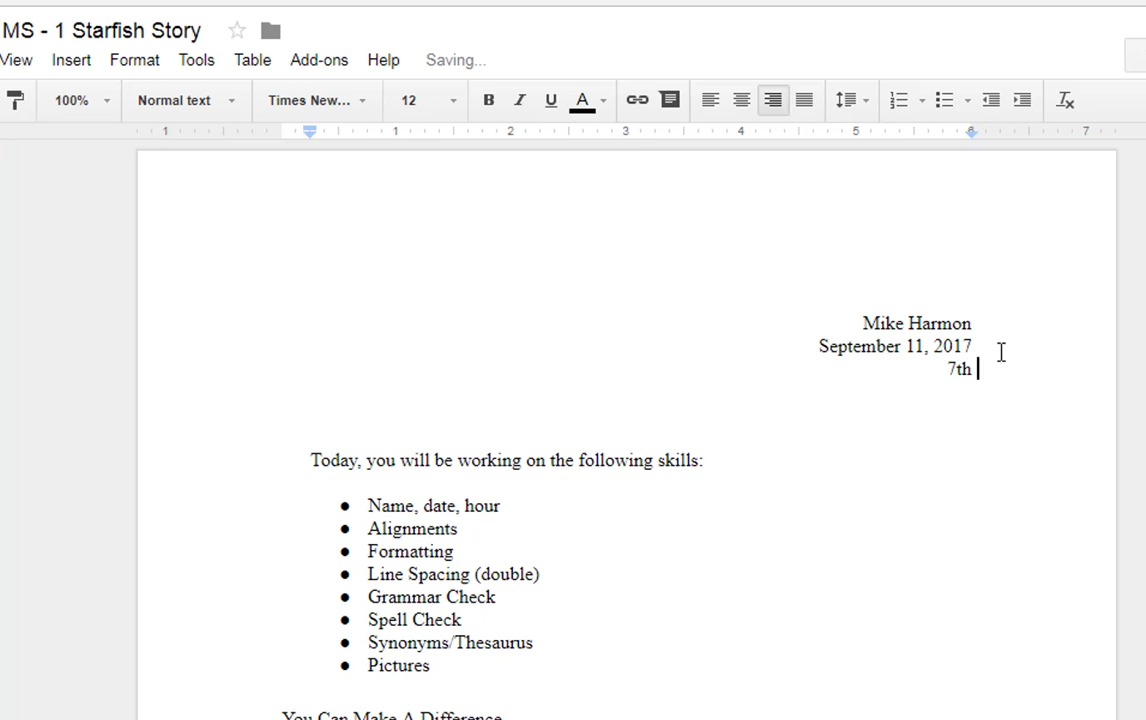 MS - 1 Starfish Story
View Insert Format Tools Table Add-ons Help Saving...
100% Normal text Times New... 12 B I U A
1 1 2 3 4 5 6 7
Mike Harmon
September 11, 2017
7th
Today, you will be working on the following skills:
● Name, date, hour
● Alignments
● Formatting
● Line Spacing (double)
● Grammar Check
● Spell Check
● Synonyms/Thesaurus
● Pictures
You Can Make A Difference